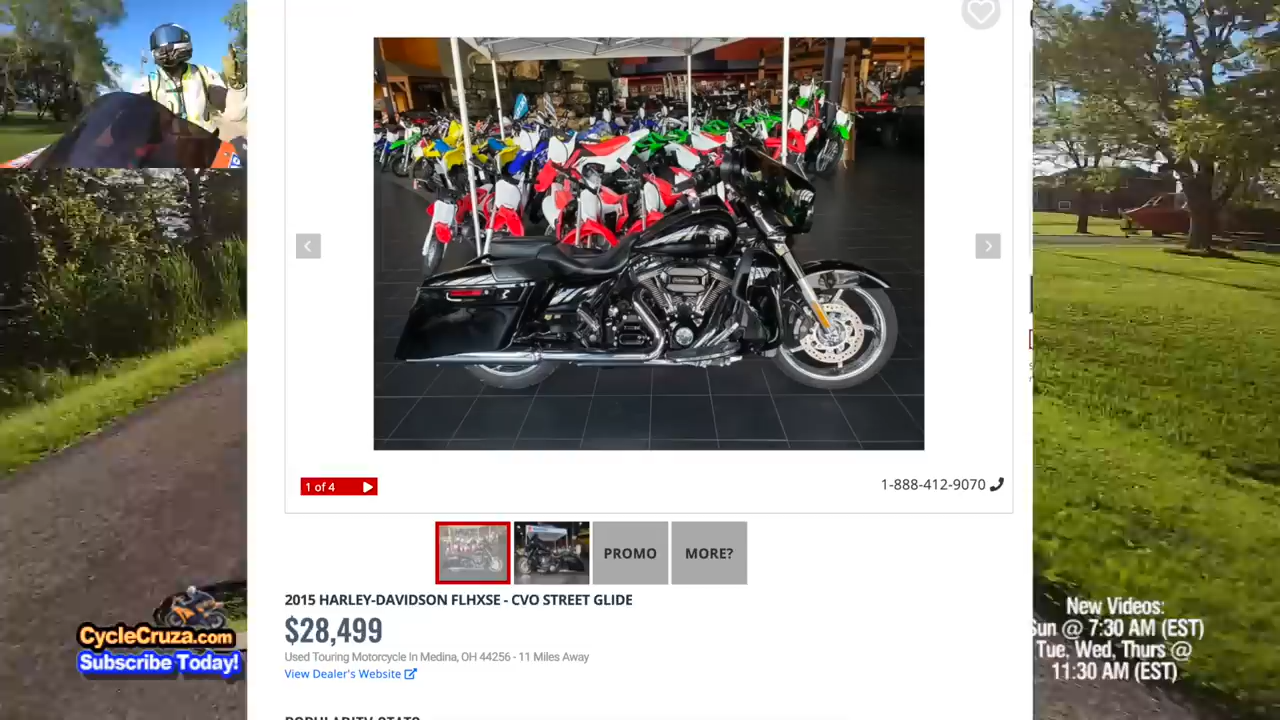 1 of 4
1-888-412-9070
PROMO
MORE?
2015 HARLEY-DAVIDSON FLHXSE - CVO STREET GLIDE
$28,499
Used Touring Motorcycle In Medina, OH 44256 - 11 Miles Away
View Dealer's Website
CycleCruza.com
Subscribe Today!
New Videos:
Sun @ 7:30 AM (EST)
Tue, Wed, Thurs @
11:30 AM (EST)